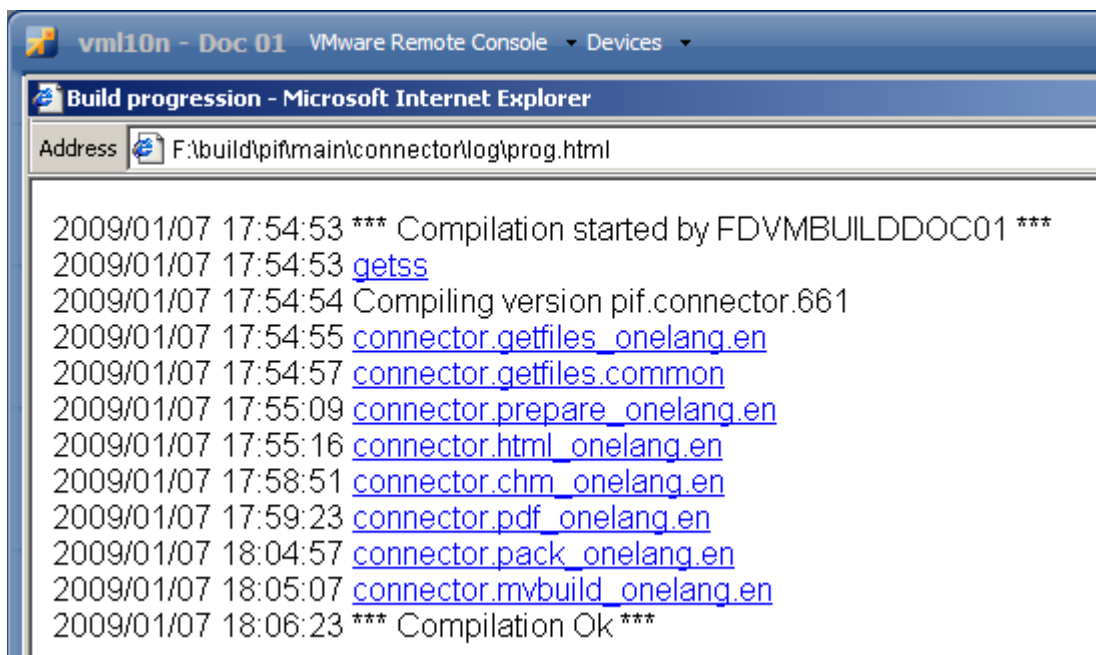 vml10n - Doc 01 VMware Remote Console Devices
Build progression - Microsoft Internet Explorer
Address F:\build\pif\main\connector\log\prog.html
2009/01/07 17:54:53 *** Compilation started by FDVMBUILDDOC01 ***
2009/01/07 17:54:53 getss
2009/01/07 17:54:54 Compiling version pif.connector.661
2009/01/07 17:54:55 connector.getfiles_onelang.en
2009/01/07 17:54:57 connector.getfiles.common
2009/01/07 17:55:09 connector.prepare_onelang.en
2009/01/07 17:55:16 connector.html_onelang.en
2009/01/07 17:58:51 connector.chm_onelang.en
2009/01/07 17:59:23 connector.pdf_onelang.en
2009/01/07 18:04:57 connector.pack_onelang.en
2009/01/07 18:05:07 connector.mvbuild_onelang.en
2009/01/07 18:06:23 *** Compilation Ok ***